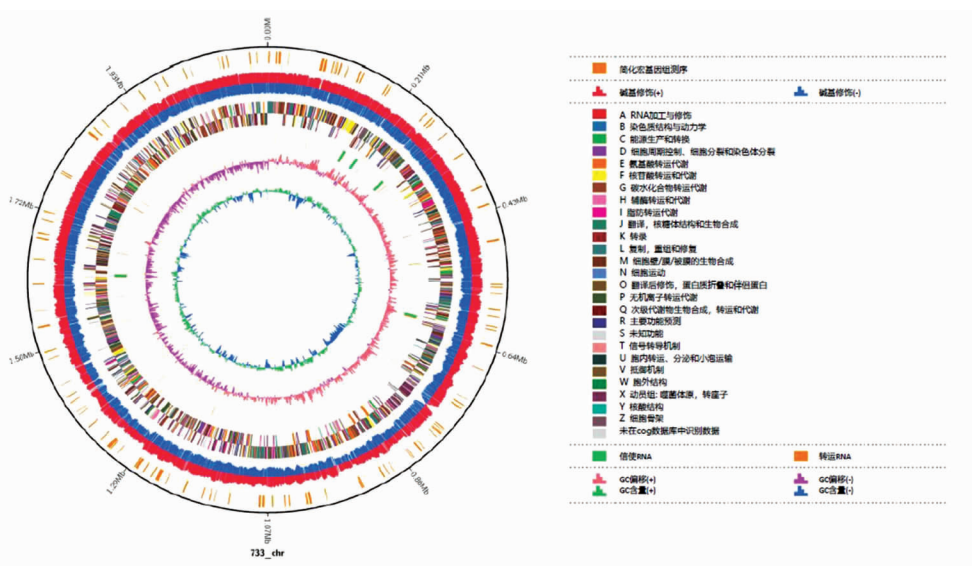 0.00M
0.21Mb
0.43Mb
0.64Mb
0.86Mb
1.07Mb
1.29Mb
1.50Mb
1.72Mb
1.93Mb
733_chr
简化宏基因组测序
碱基修饰(+)
碱基修饰(-)
A RNA加工与修饰
B 染色质结构与动力学
C 能源生产和转换
D 细胞周期控制、细胞分裂和染色体分裂
E 氨基酸转运代谢
F 核苷酸转运和代谢
G 碳水化合物转运代谢
H 辅酶转运和代谢
I 脂肪转运代谢
J 翻译，核糖体结构和生物合成
K 转录
L 复制，重组和修复
M 细胞壁/膜/被膜的生物合成
N 细胞运动
O 翻译后修饰，蛋白质折叠和伴侣蛋白
P 无机离子转运代谢
Q 次级代谢物生物合成，转运和代谢
R 主要功能预测
S 未知功能
T 信号转导机制
U 胞内转运、分泌和小泡运输
V 抵御机制
W 胞外结构
X 动员组: 噬菌体源，转座子
Y 核酸结构
Z 细胞骨架
未在cog数据库中识别数据
信使RNA
转运RNA
GC偏移(+)
GC偏移(-)
GC含量(+)
GC含量(-)